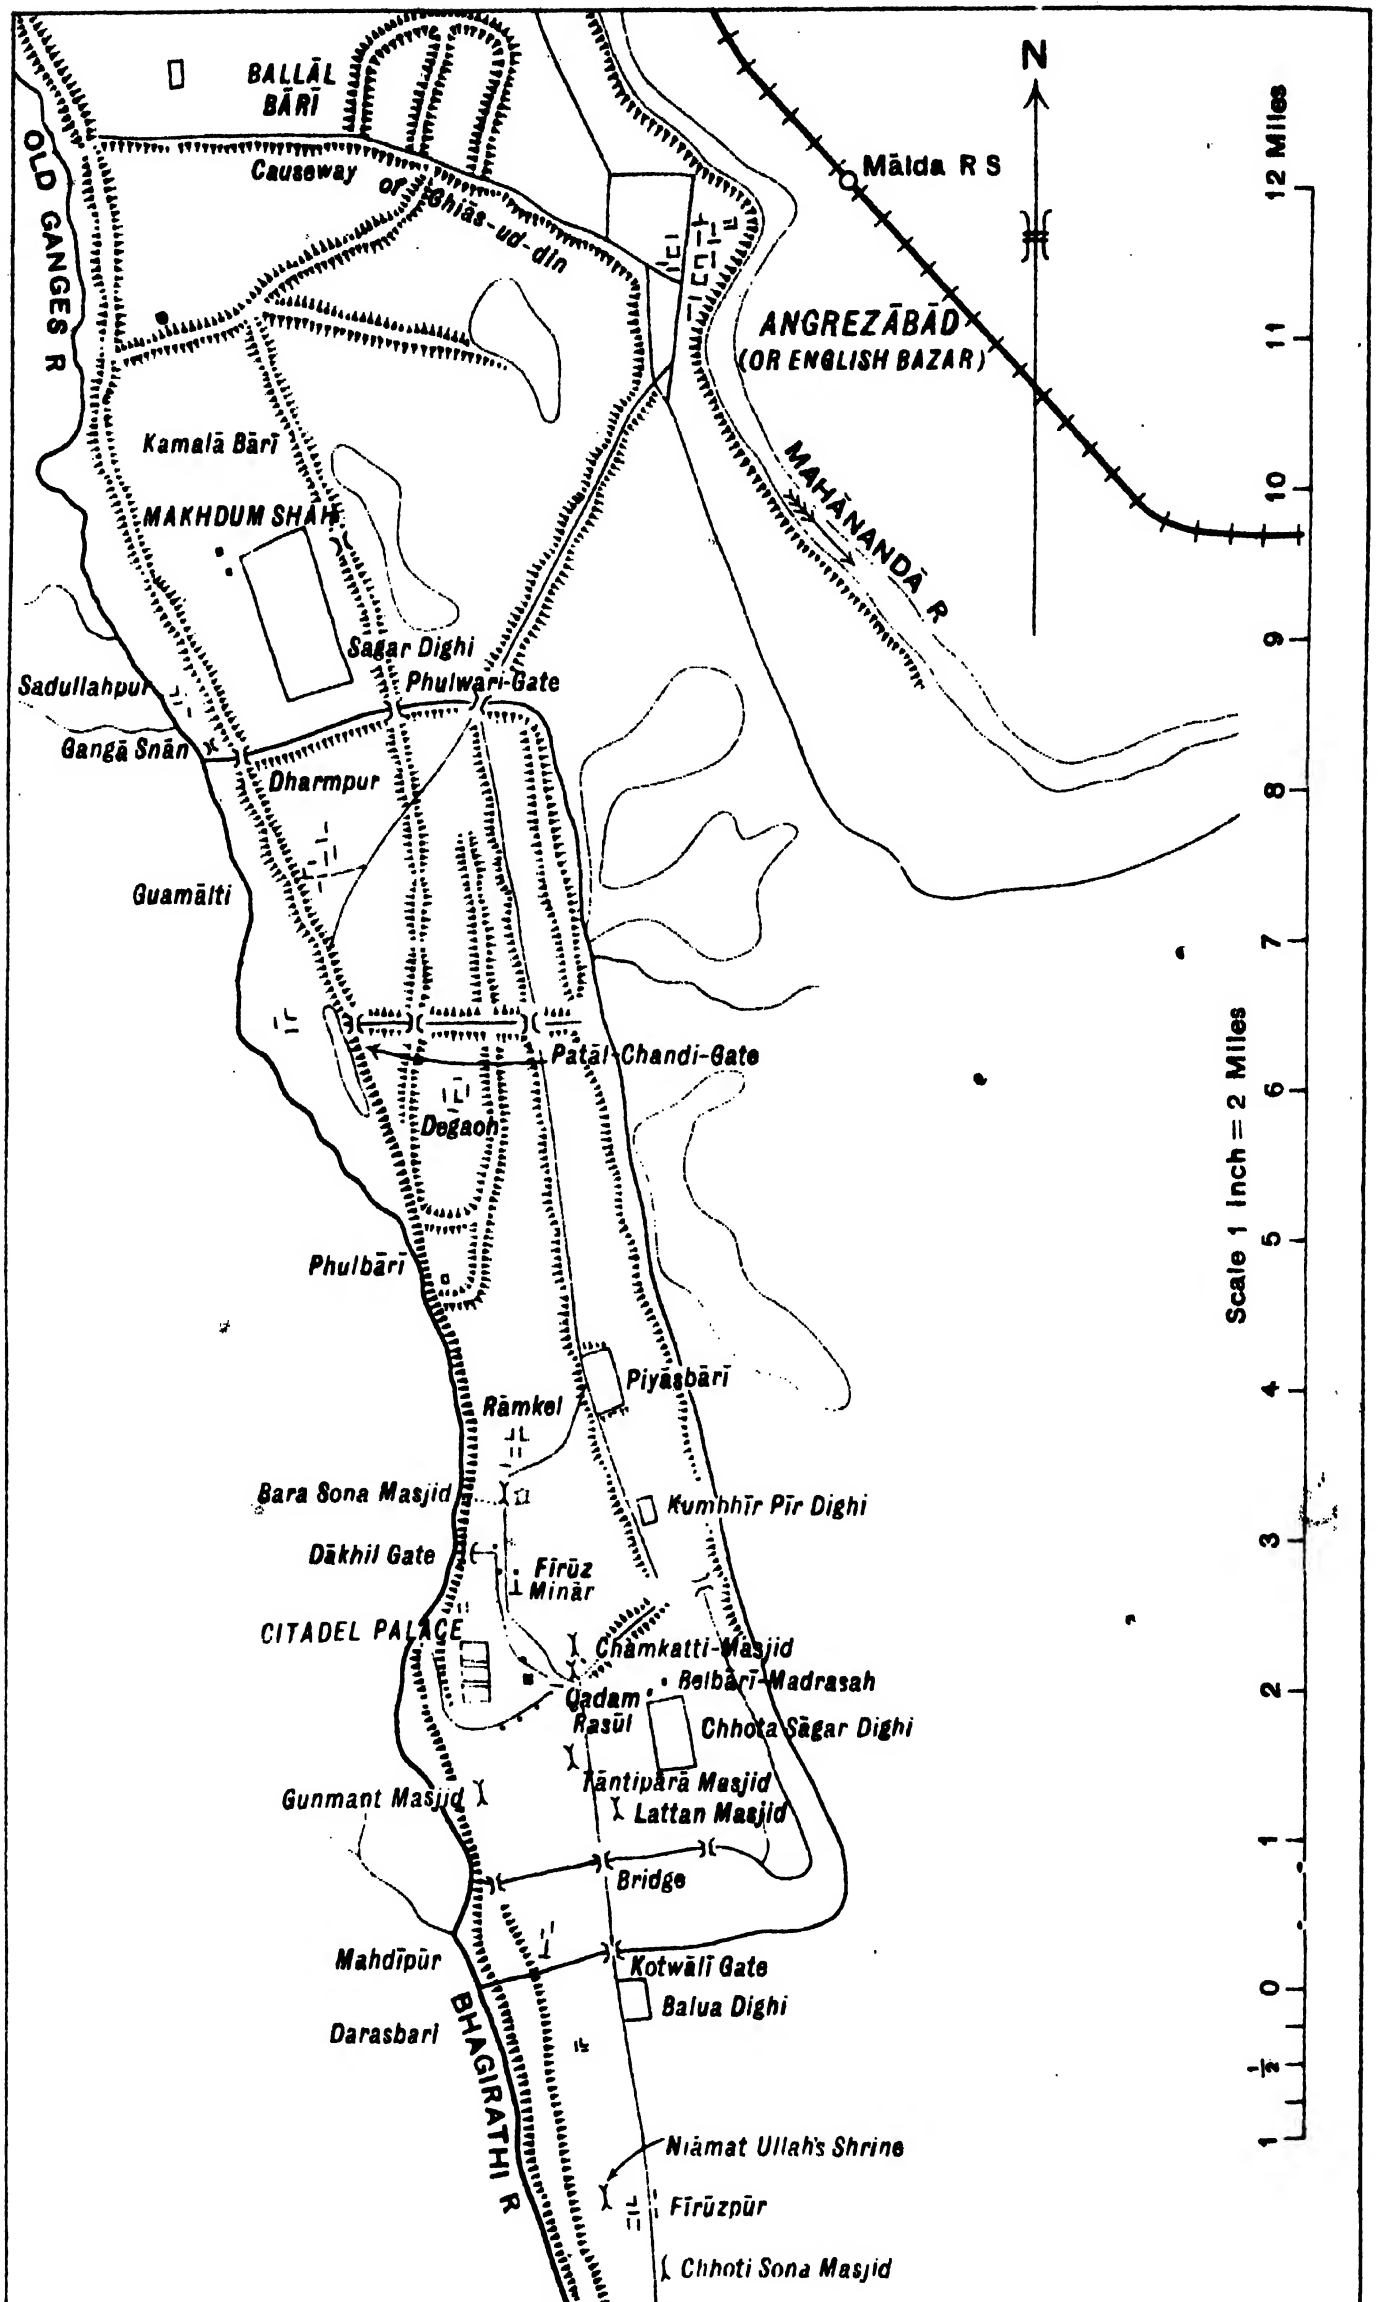 BALLĀL
BĀRĪ
N
12 Miles
OLD GANGES R
Causeway of Ghiās-ud-din
Mālda R S
ANGREZĀBĀD
(OR ENGLISH BAZAR)
11
Kamalā Bārī
MAHĀNANDĀ R
10
MAKHDUM SHĀH
Sagar Dighi
9
Sadullahpur
Phulwari-Gate
Gangā Snān
Dharmpur
8
Guamālti
7
Patāl-Chandi-Gate
6
Degaoh
Scale 1 Inch = 2 Miles
5
Phulbārī
Piyāsbārī
4
Rāmkel
Bara Sona Masjid
Kumbhīr Pīr Dighi
3
Dākhil Gate
Fīrūz
Minār
CITADEL PALACE
Chamkatti-Masjid
Belbārī-Madrasah
2
Qadam
Rasūl
Chhota Sāgar Dighi
Tāntipārā Masjid
Gunmant Masjid
Lattan Masjid
1
Bridge
Mahdīpūr
Kotwālī Gate
0
Balua Dighi
Darasbari
½
BHAGIRATHI R
1
Niāmat Ullah's Shrine
Fīrūzpūr
Chhoti Sona Masjid